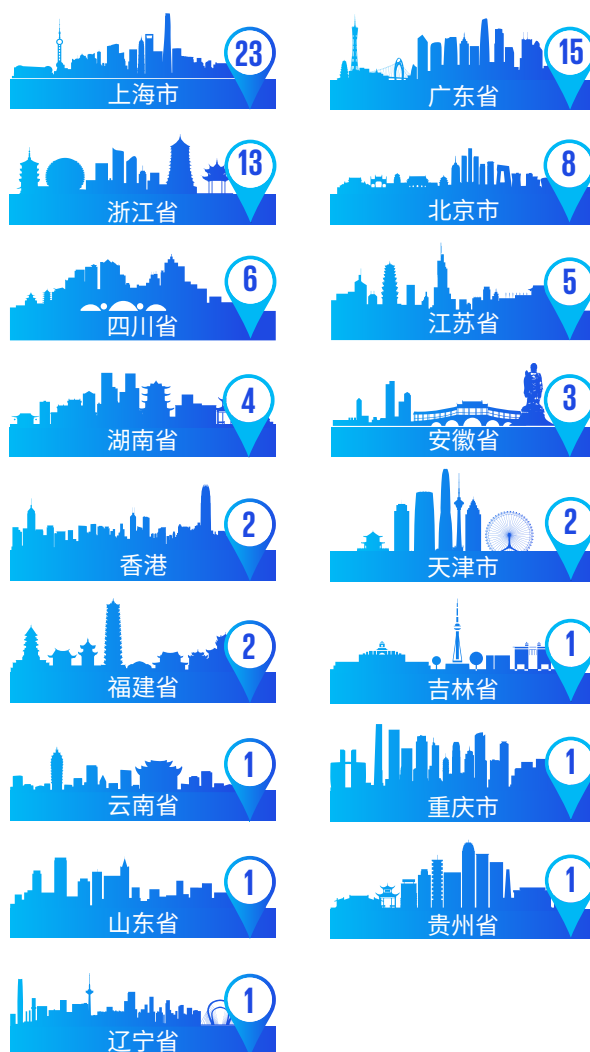 23
上海市
15
广东省
13
浙江省
8
北京市
6
四川省
5
江苏省
4
湖南省
3
安徽省
2
香港
2
天津市
2
福建省
1
吉林省
1
云南省
1
重庆市
1
山东省
1
贵州省
1
辽宁省